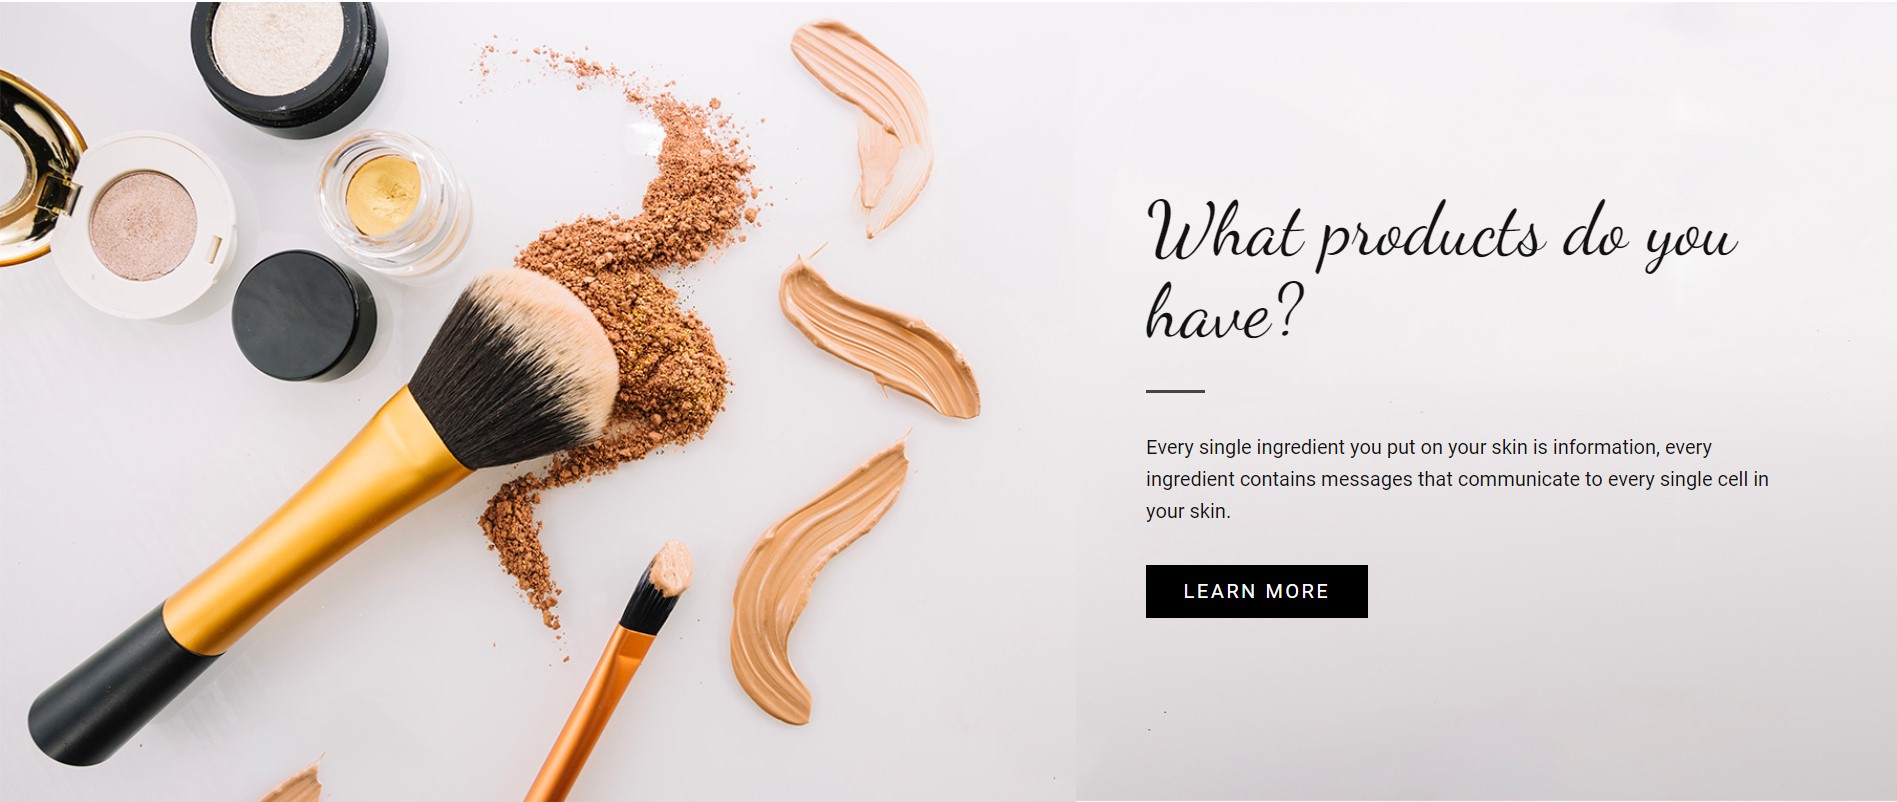 What products do you
have?
Every single ingredient you put on your skin is information, every
ingredient contains messages that communicate to every single cell in
your skin.
LEARN MORE